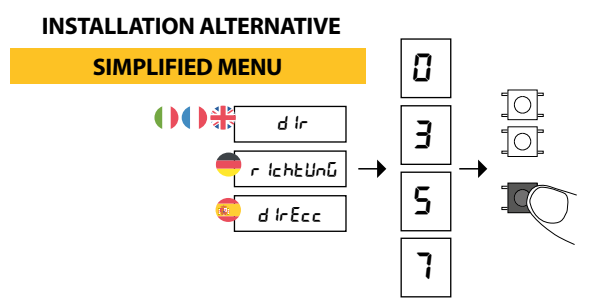 INSTALLATION ALTERNATIVE
SIMPLIFIED MENU
dIr
rIchtUnG
dIrEcc
0
3
5
7